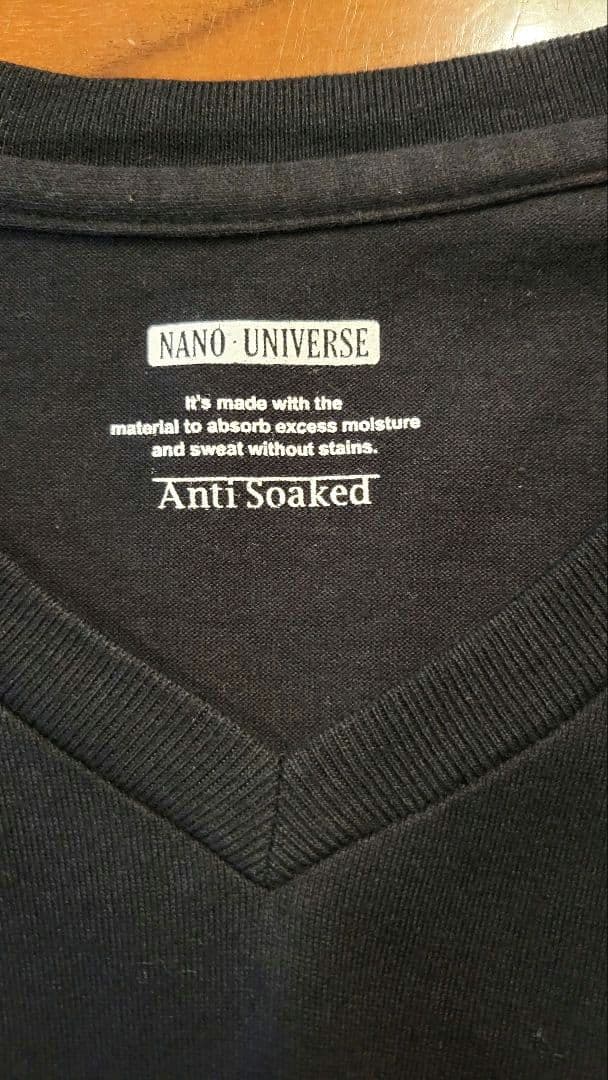 NANO·UNIVERSE
It's made with the
material to absorb excess moisture
and sweat without stains.
Anti Soaked